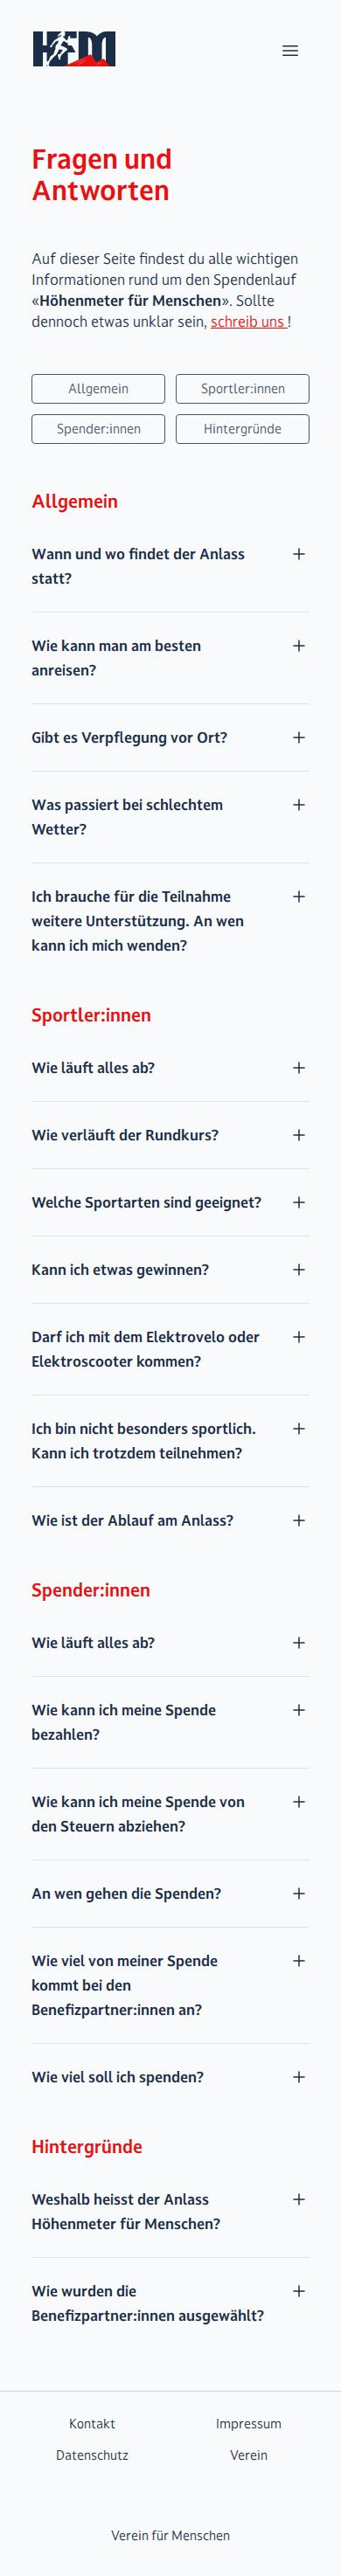 HFM
Fragen und
Antworten
Auf dieser Seite findest du alle wichtigen
Informationen rund um den Spendenlauf
«Höhenmeter für Menschen». Sollte
dennoch etwas unklar sein, schreib uns !
Allgemein
Sportler:innen
Spender:innen
Hintergründe
Allgemein
Wann und wo findet der Anlass
statt?
Wie kann man am besten
anreisen?
Gibt es Verpflegung vor Ort?
Was passiert bei schlechtem
Wetter?
Ich brauche für die Teilnahme
weitere Unterstützung. An wen
kann ich mich wenden?
Sportler:innen
Wie läuft alles ab?
Wie verläuft der Rundkurs?
Welche Sportarten sind geeignet?
Kann ich etwas gewinnen?
Darf ich mit dem Elektrovelo oder
Elektroscooter kommen?
Ich bin nicht besonders sportlich.
Kann ich trotzdem teilnehmen?
Wie ist der Ablauf am Anlass?
Spender:innen
Wie läuft alles ab?
Wie kann ich meine Spende
bezahlen?
Wie kann ich meine Spende von
den Steuern abziehen?
An wen gehen die Spenden?
Wie viel von meiner Spende
kommt bei den
Benefizpartner:innen an?
Wie viel soll ich spenden?
Hintergründe
Weshalb heisst der Anlass
Höhenmeter für Menschen?
Wie wurden die
Benefizpartner:innen ausgewählt?
Kontakt
Impressum
Datenschutz
Verein
Verein für Menschen